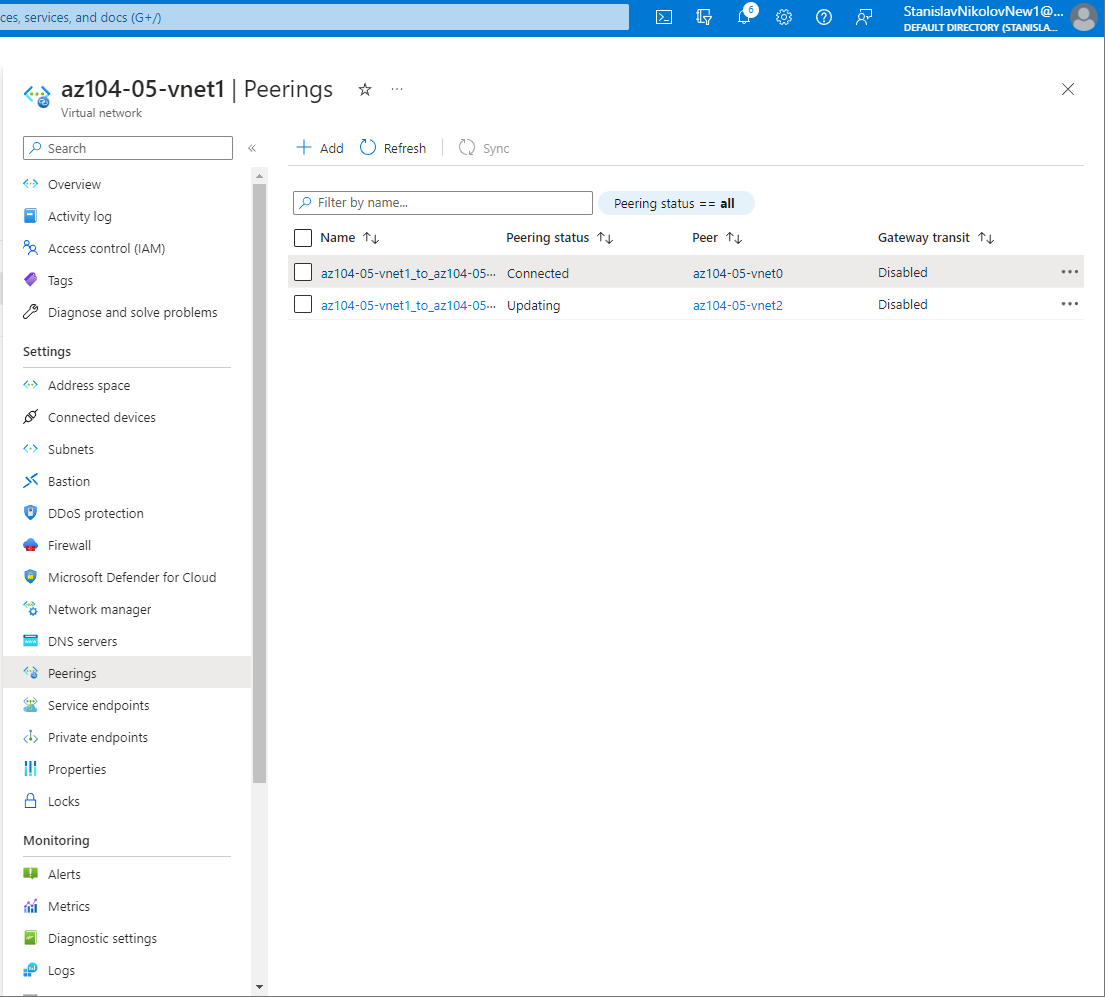 ces, services, and docs (G+/)
6
StanislavNikolovNew1@...
DEFAULT DIRECTORY (STANISLA...
az104-05-vnet1 | Peerings
Virtual network
Search
Add
Refresh
Sync
Filter by name...
Peering status == all
Name
Peering status
Peer
Gateway transit
az104-05-vnet1_to_az104-05-...
Connected
az104-05-vnet0
Disabled
az104-05-vnet1_to_az104-05-...
Updating
az104-05-vnet2
Disabled
Overview
Activity log
Access control (IAM)
Tags
Diagnose and solve problems
Settings
Address space
Connected devices
Subnets
Bastion
DDoS protection
Firewall
Microsoft Defender for Cloud
Network manager
DNS servers
Peerings
Service endpoints
Private endpoints
Properties
Locks
Monitoring
Alerts
Metrics
Diagnostic settings
Logs